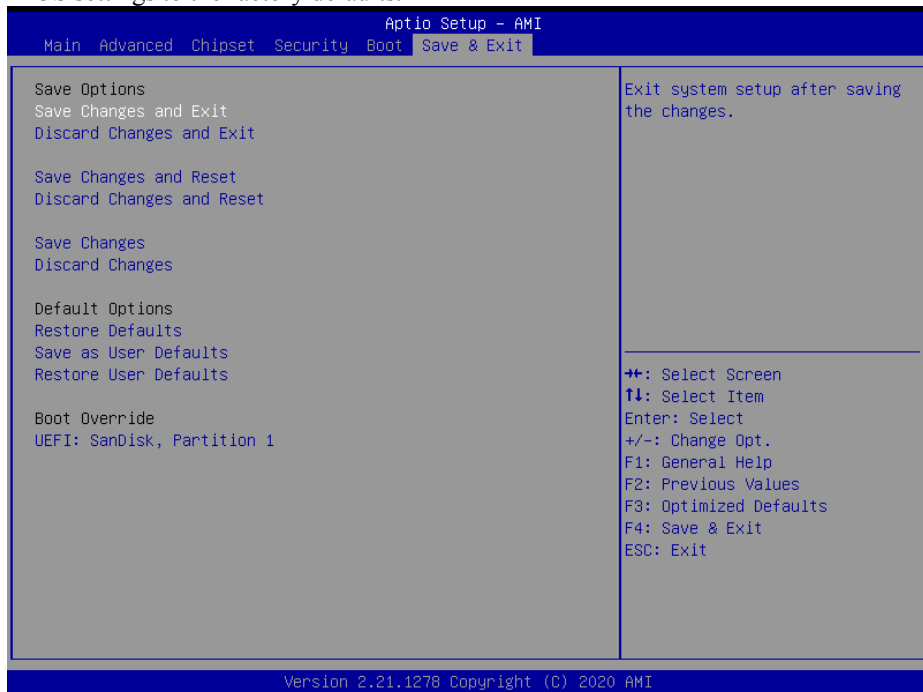 Aptio Setup – AMI
Main Advanced Chipset Security Boot Save & Exit
Save Options
Save Changes and Exit
Discard Changes and Exit
Save Changes and Reset
Discard Changes and Reset
Save Changes
Discard Changes
Default Options
Restore Defaults
Save as User Defaults
Restore User Defaults
Boot Override
UEFI: SanDisk, Partition 1
Exit system setup after saving
the changes.
→←: Select Screen
↑↓: Select Item
Enter: Select
+/-: Change Opt.
F1: General Help
F2: Previous Values
F3: Optimized Defaults
F4: Save & Exit
ESC: Exit
Version 2.21.1278 Copyright (C) 2020 AMI